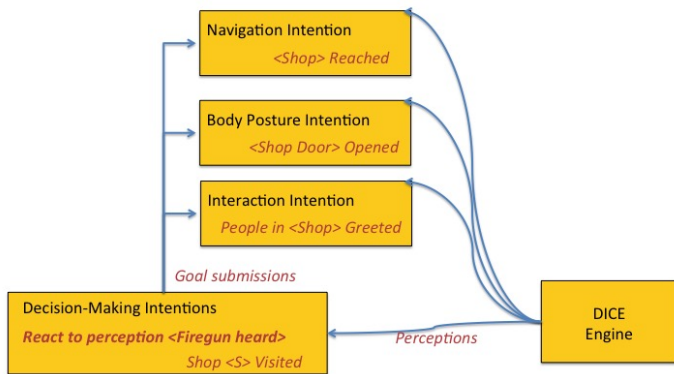 Navigation Intention
<Shop> Reached
Body Posture Intention
<Shop Door> Opened
Interaction Intention
People in <Shop> Greeted
Goal submissions
Decision-Making Intentions
React to perception <Firegun heard>
Shop <S> Visited
Perceptions
DICE
Engine